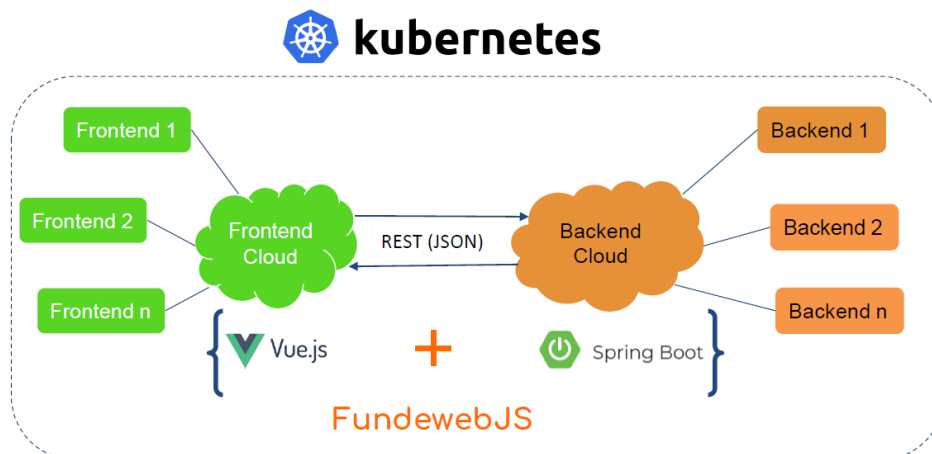 kubernetes
Frontend 1
Frontend 2
Frontend n
Frontend
Cloud
REST (JSON)
Backend
Cloud
Backend 1
Backend 2
Backend n
{ Vue.js + Spring Boot }
FundewebJS